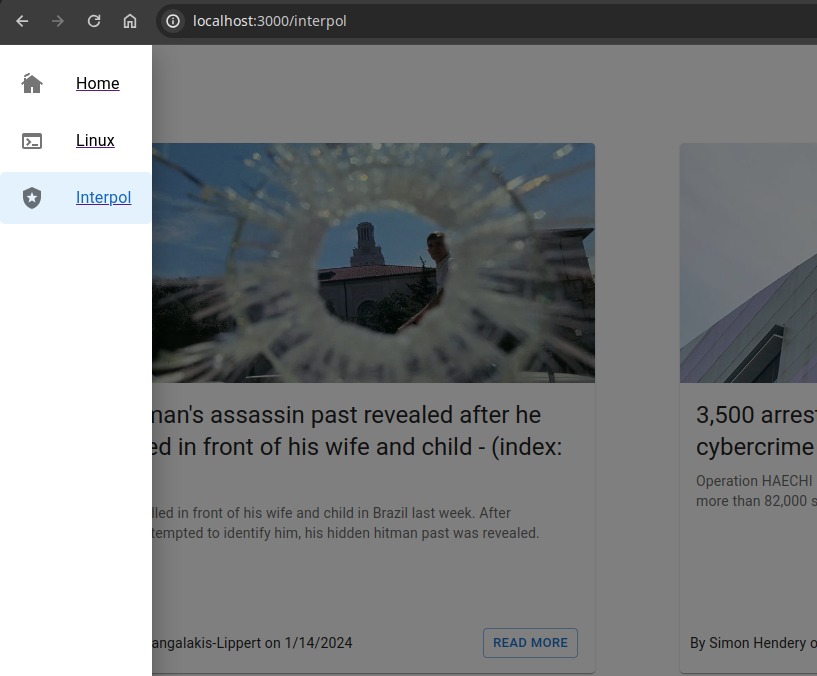 localhost:3000/interpol
Home
Linux
Interpol
man's assassin past revealed after he
ed in front of his wife and child - (index:
lled in front of his wife and child in Brazil last week. After
tempted to identify him, his hidden hitman past was revealed.
angalakis-Lippert on 1/14/2024
READ MORE
3,500 arrest
cybercrime
Operation HAECHI
more than 82,000 s
By Simon Hendery o